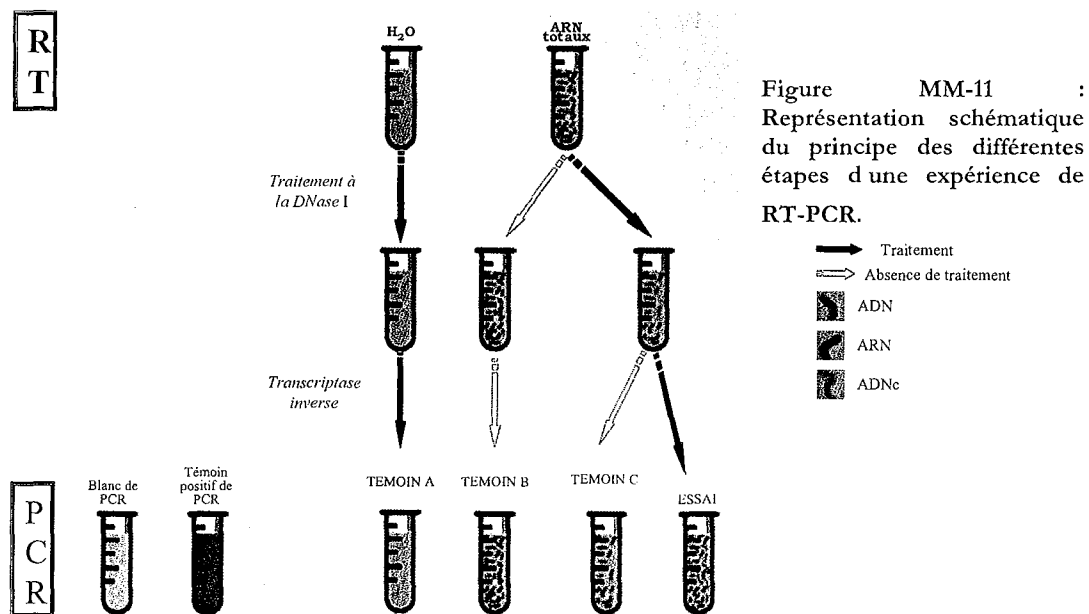 RT
H₂O
ARN
totaux
Figure MM-11 :
Représentation schématique
du principe des différentes
étapes d une expérience de
RT-PCR.
Traitement à
la DNase I
Traitement
Absence de traitement
ADN
ARN
ADNc
Transcriptase
inverse
PCR
Blanc de
PCR
Témoin
positif de
PCR
TEMOIN A
TEMOIN B
TEMOIN C
ESSAI